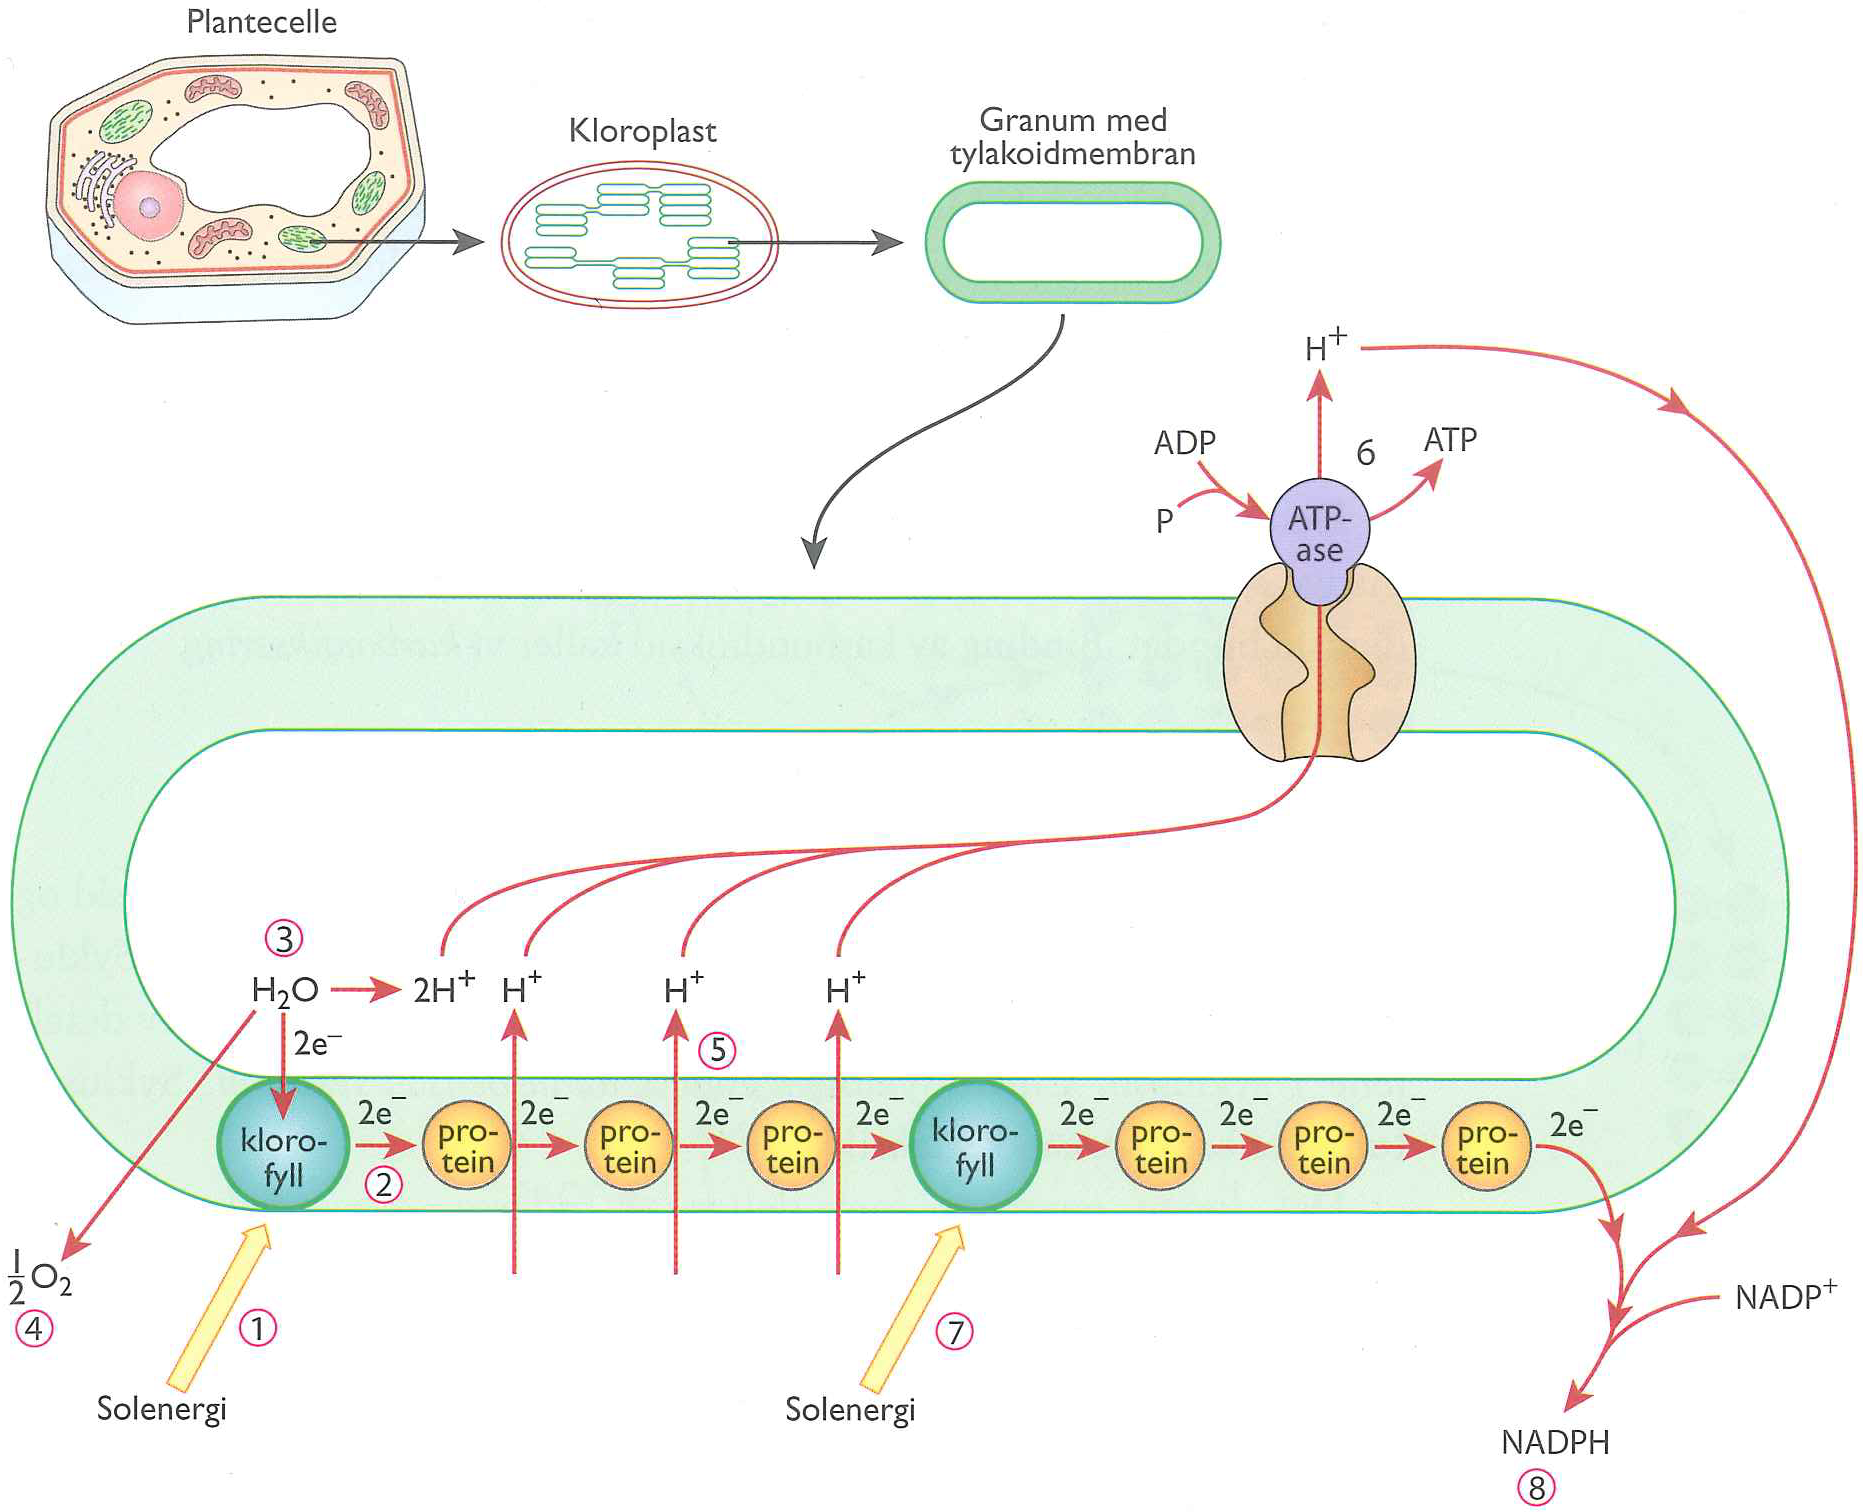 Plantecelle
Kloroplast
Granum med
tylakoidmembran
H⁺
ADP
6
ATP
P
ATP-
ase
③
H₂O
2H⁺
H⁺
H⁺
H⁺
2e⁻
⑤
kloro-
fyll
2e⁻
②
pro-
tein
2e⁻
pro-
tein
2e⁻
pro-
tein
2e⁻
kloro-
fyll
2e⁻
pro-
tein
2e⁻
pro-
tein
2e⁻
pro-
tein
2e⁻
½O₂
④
①
Solenergi
⑦
Solenergi
NADP⁺
NADPH
⑧